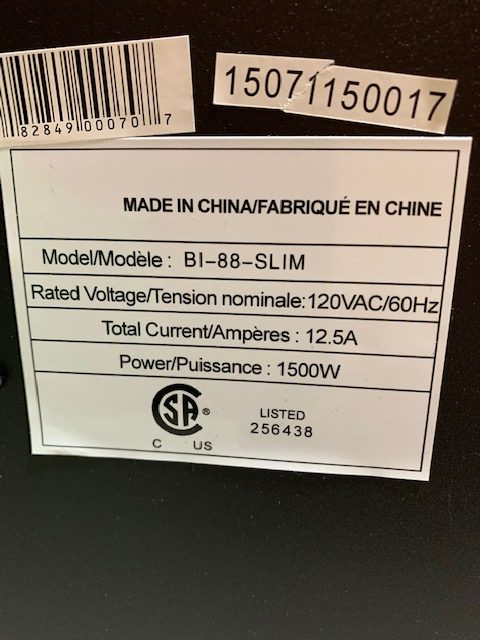 82849 00070 7
15071150017
MADE IN CHINA/FABRIQUÉ EN CHINE
Model/Modèle : BI-88-SLIM
Rated Voltage/Tension nominale:120VAC/60Hz
Total Current/Ampères : 12.5A
Power/Puissance : 1500W
CSA®
C US
LISTED
256438